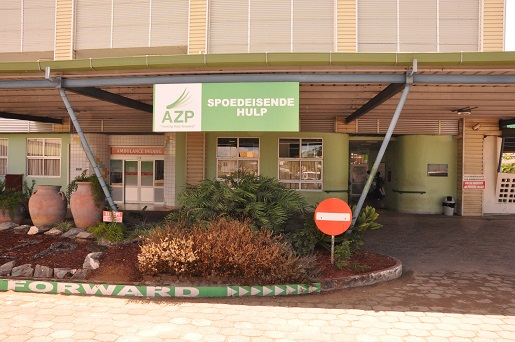 AZP
SPOEDEISENDE
HULP
AMBULANCE INGANG
FORWARD